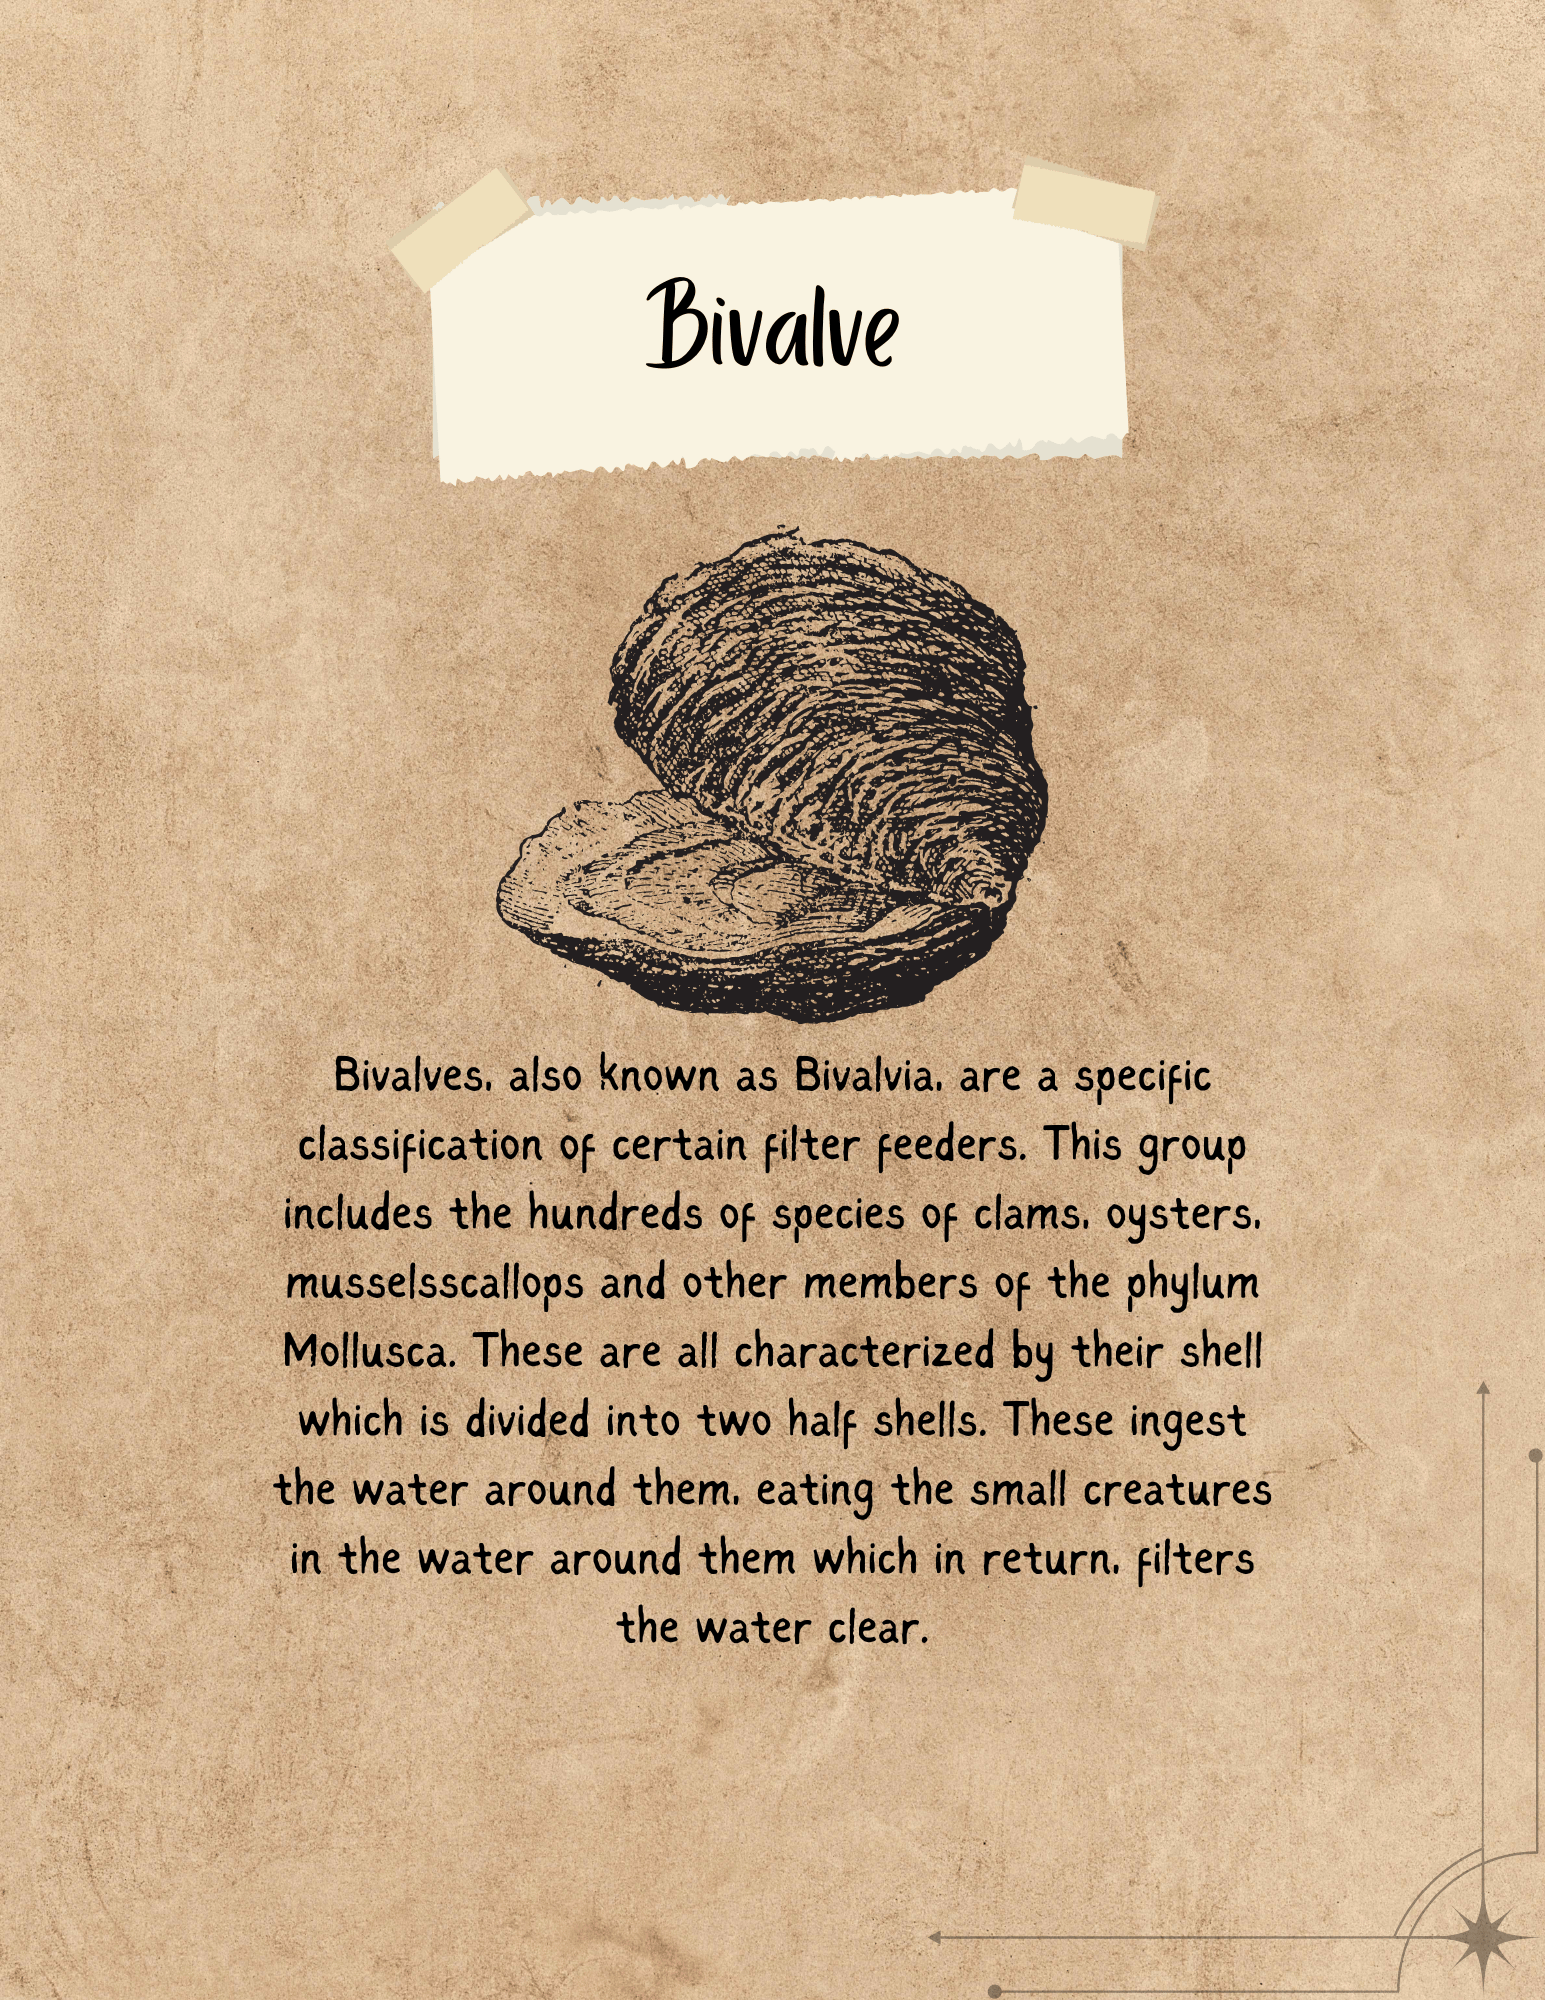 Bivalve
Bivalves, also known as Bivalvia, are a specific
classification of certain filter feeders. This group
includes the hundreds of species of clams, oysters,
musselsscallops and other members of the phylum
Mollusca. These are all characterized by their shell
which is divided into two half shells. These ingest
the water around them, eating the small creatures
in the water around them which in return, filters
the water clear.